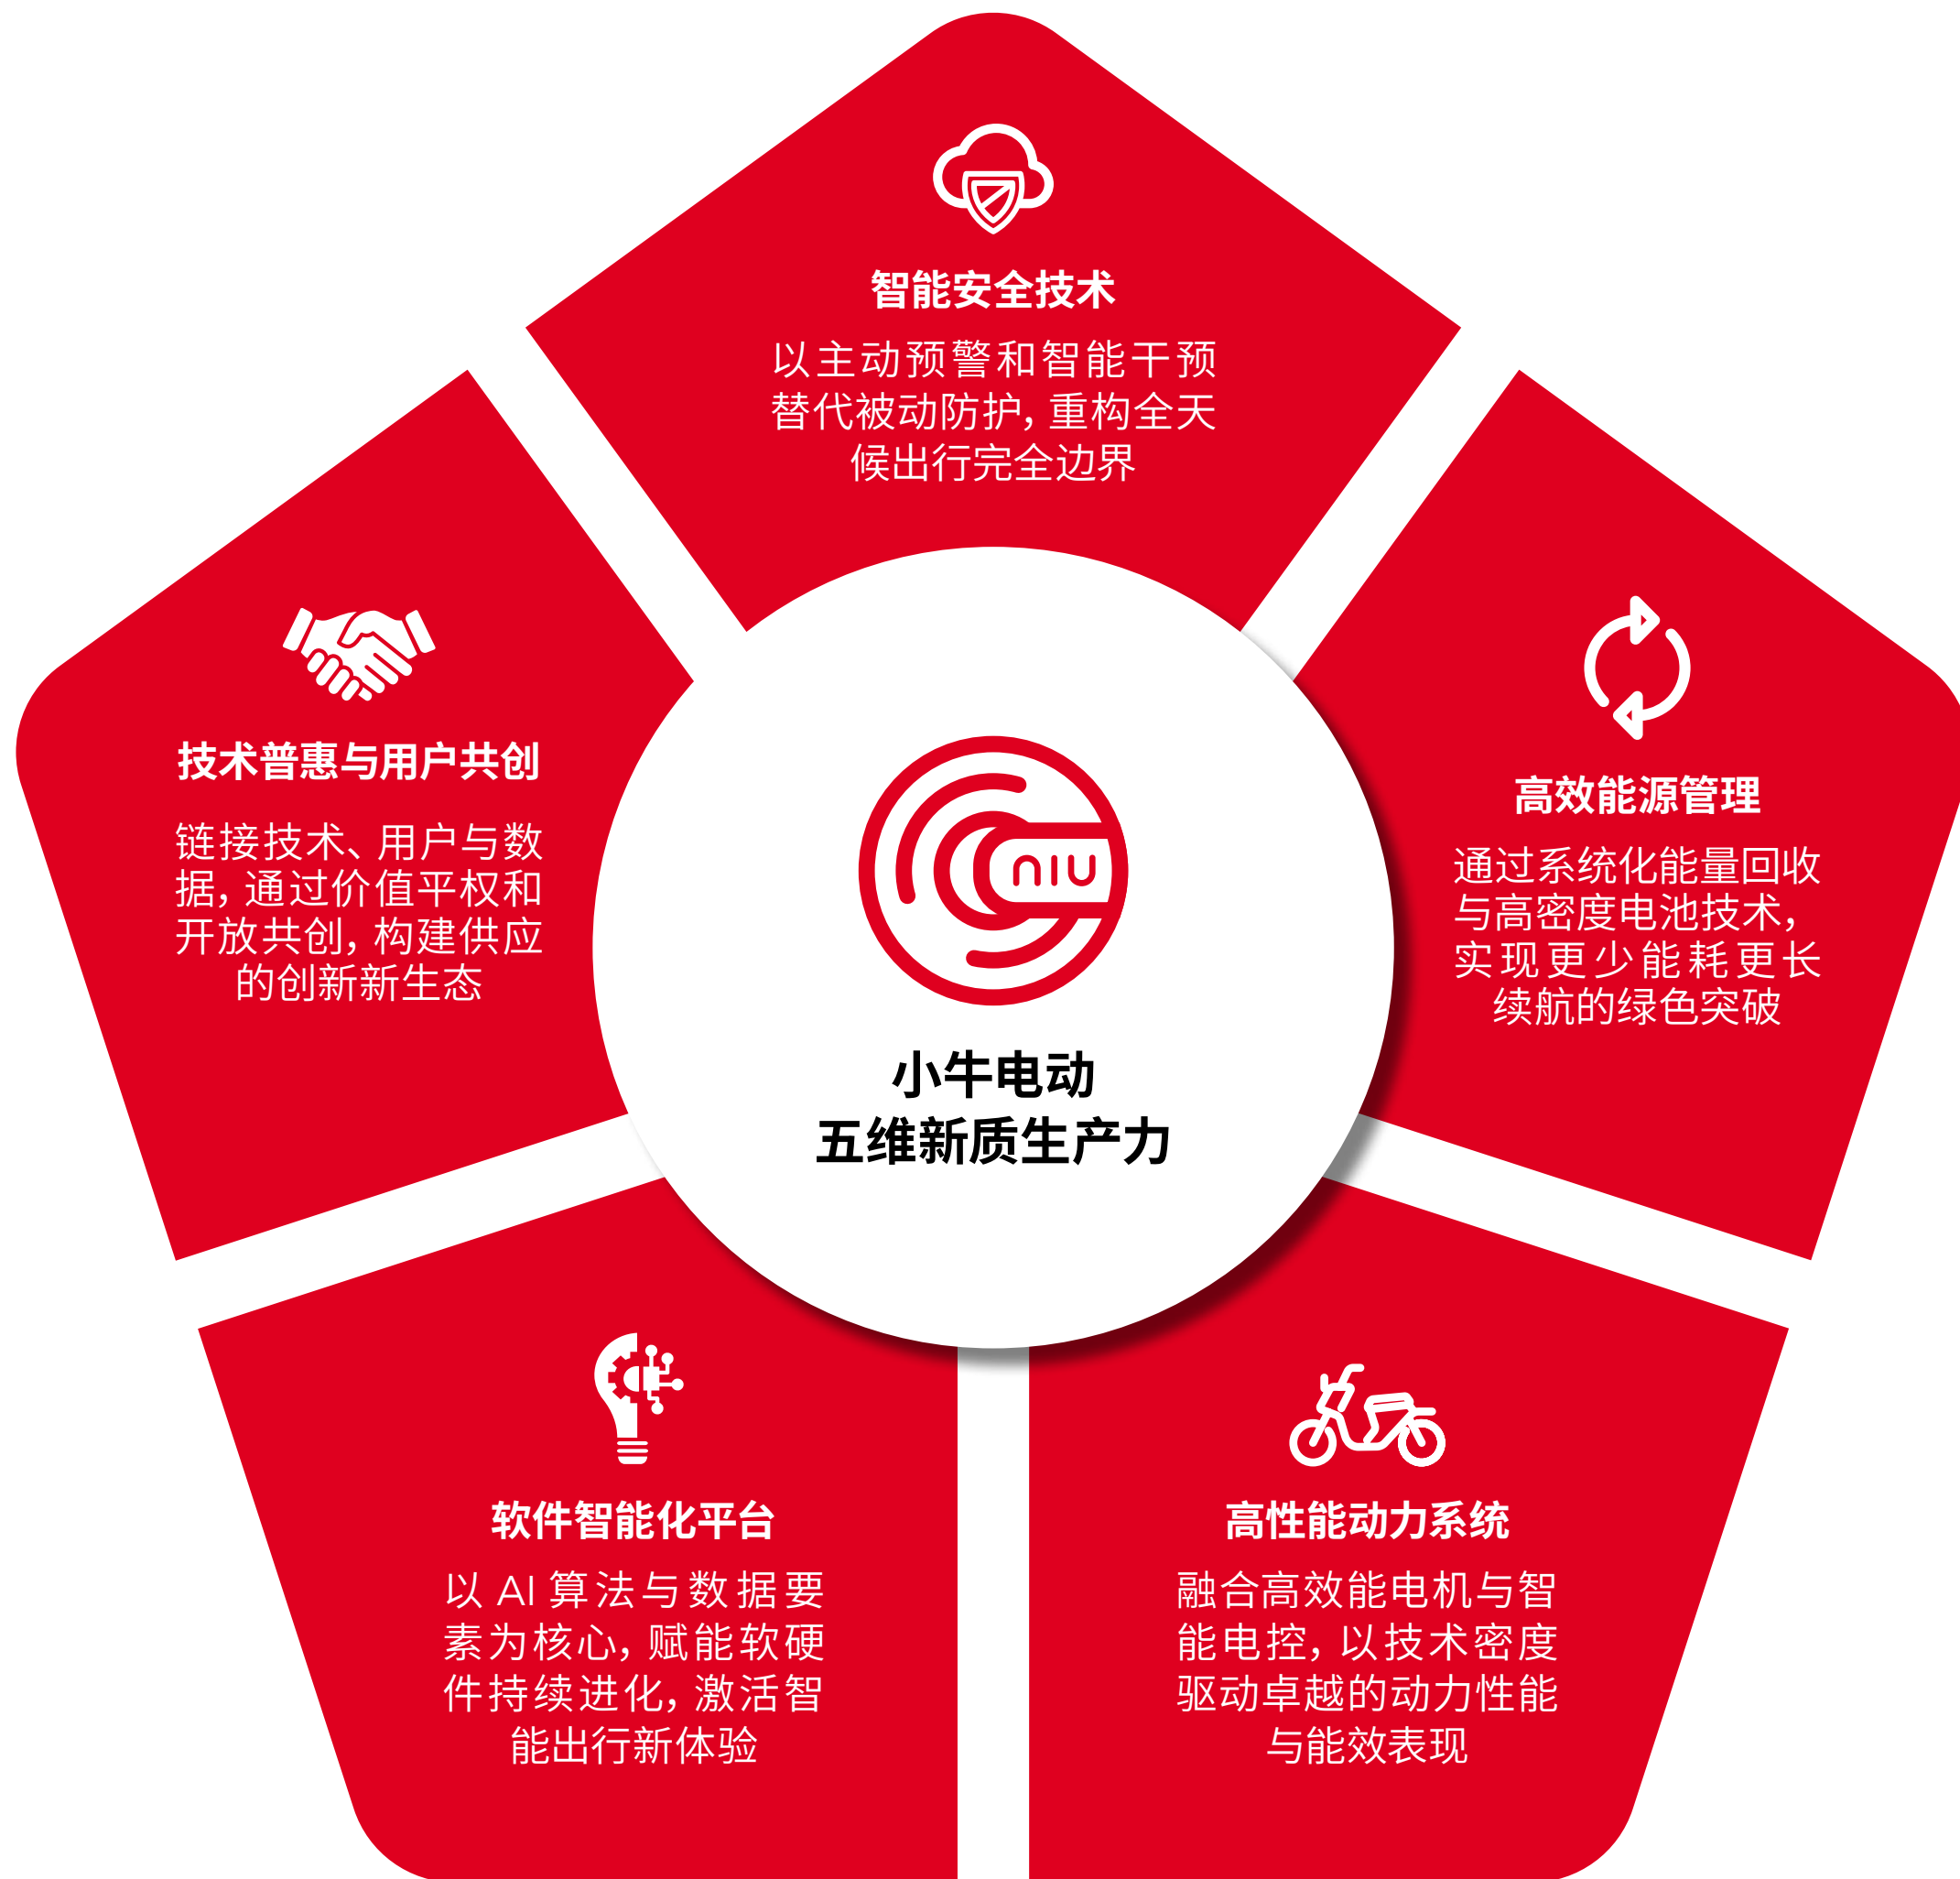 智能安全技术
以主动预警和智能干预
替代被动防护，重构全天
候出行完全边界
技术普惠与用户共创
链接技术、用户与数
据，通过价值平权和
开放共创，构建供应
的创新新生态
高效能源管理
通过系统化能量回收
与高密度电池技术，
实现更少能耗更长
续航的绿色突破
niu
小牛电动
五维新质生产力
软件智能化平台
以 AI 算法与数据要
素为核心，赋能软硬
件持续进化，激活智
能出行新体验
高性能动力系统
融合高效能电机与智
能电控，以技术密度
驱动卓越的动力性能
与能效表现